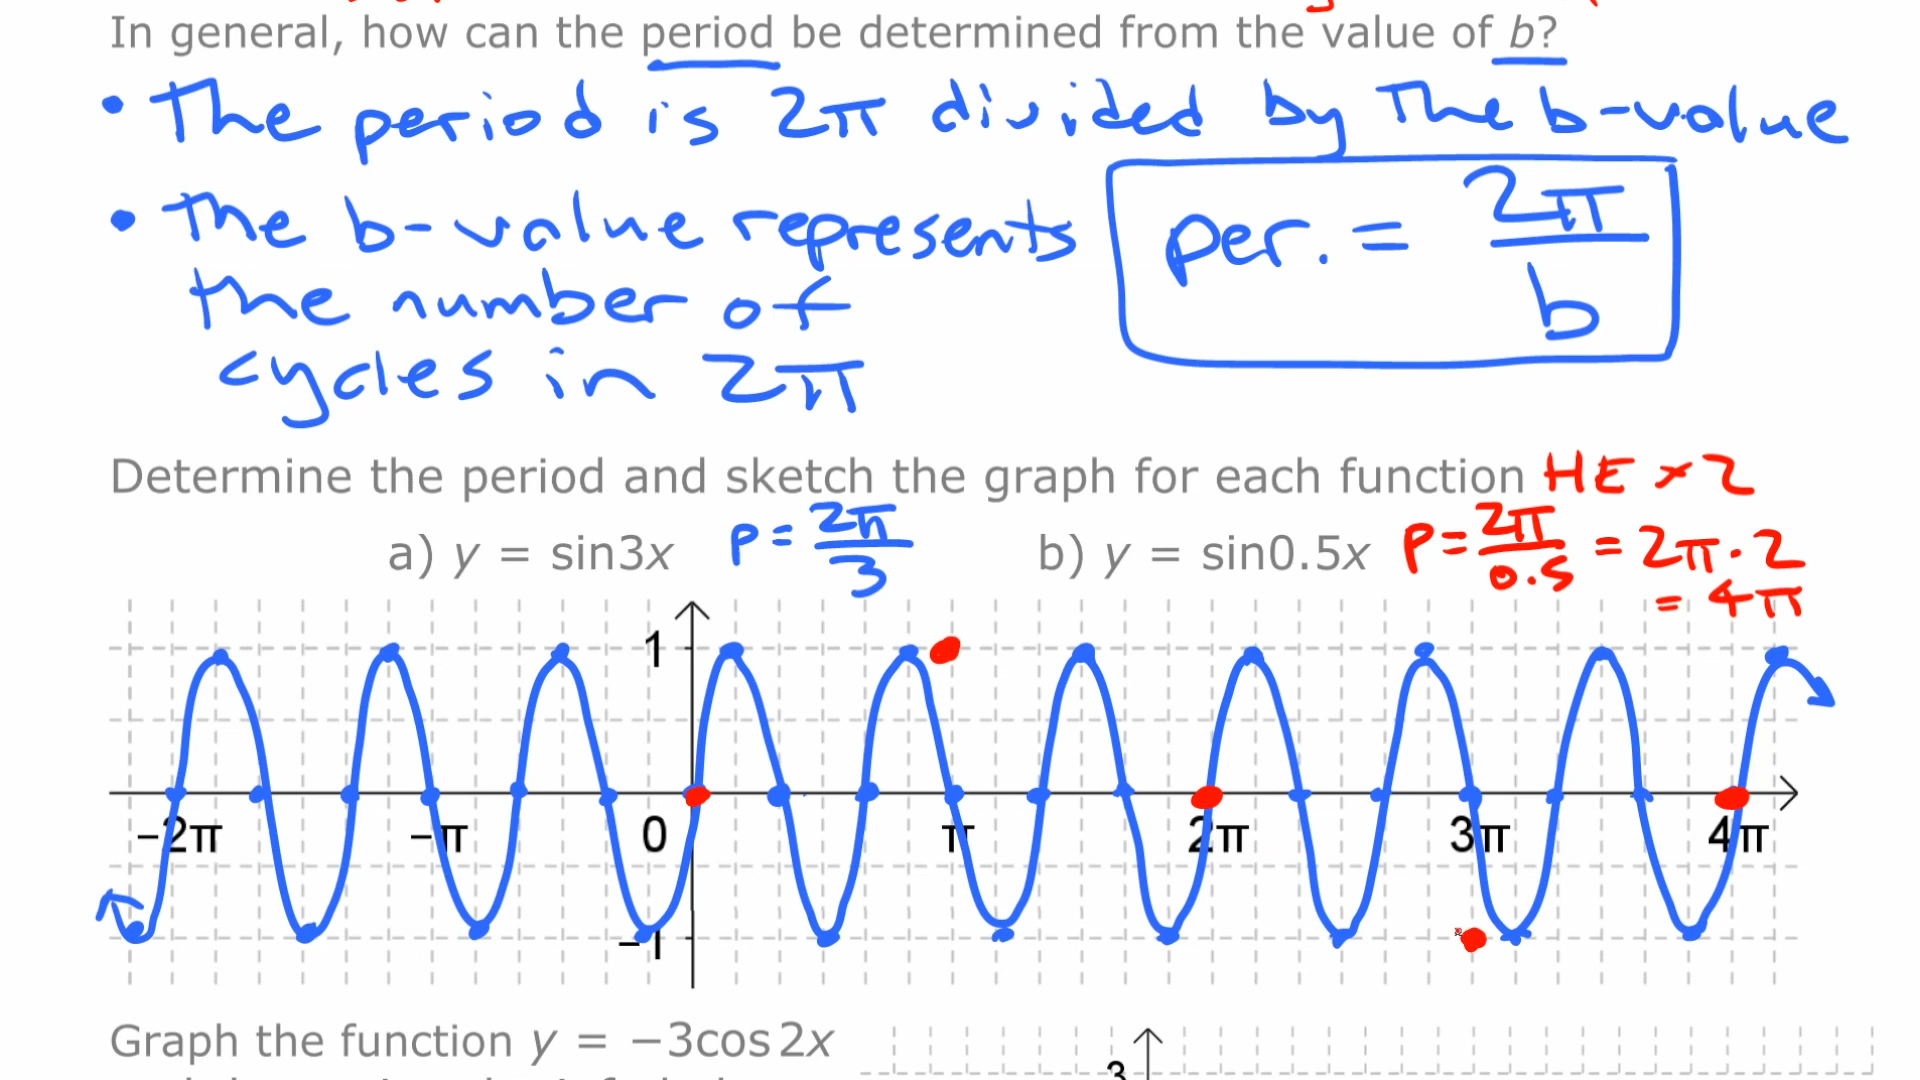 In general, how can the period be determined from the value of b?
• The period is 2π divided by the b-value
• the b-value represents
the number of
cycles in 2π
per. = 2π/b
Determine the period and sketch the graph for each function HE × 2
a) y = sin3x P = 2π/3 b) y = sin0.5x P = 2π/0.5 = 2π·2
= 4π
1
−2π −π 0 π 2π 3π 4π
−1
Graph the function y = −3cos2x
3